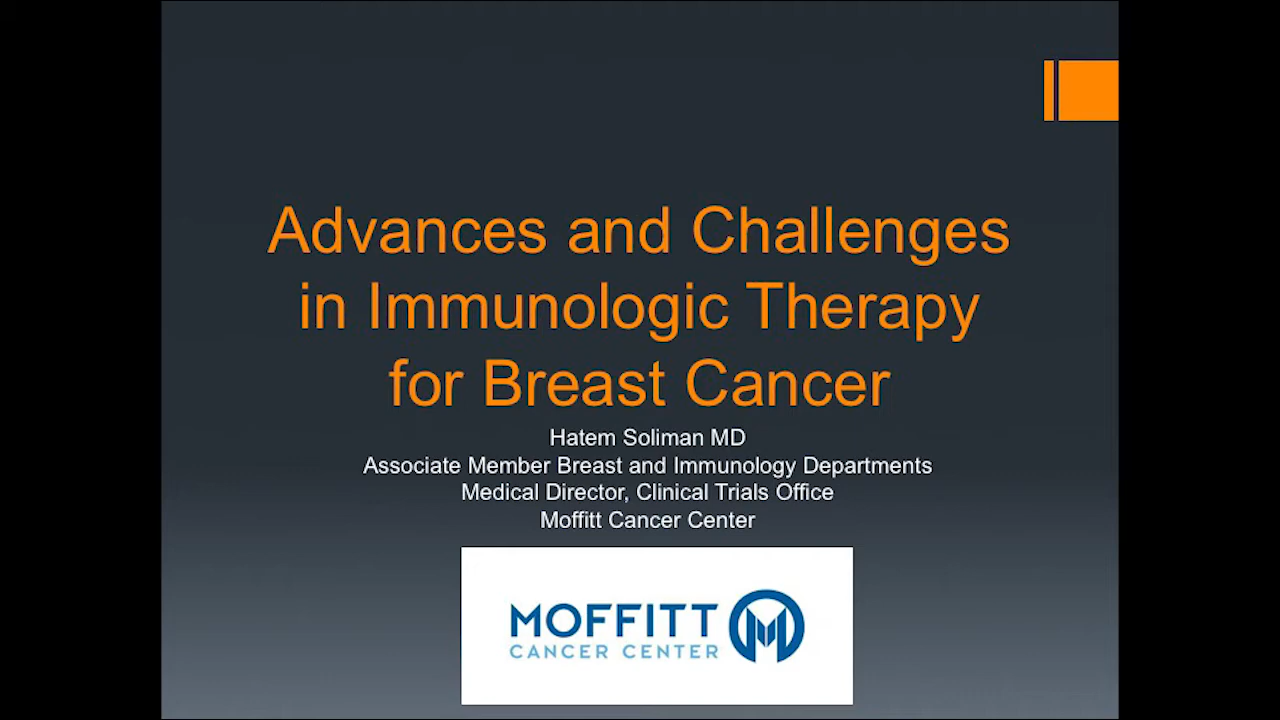 Advances and Challenges
in Immunologic Therapy
for Breast Cancer
Hatem Soliman MD
Associate Member Breast and Immunology Departments
Medical Director, Clinical Trials Office
Moffitt Cancer Center
MOFFITT
CANCER CENTER